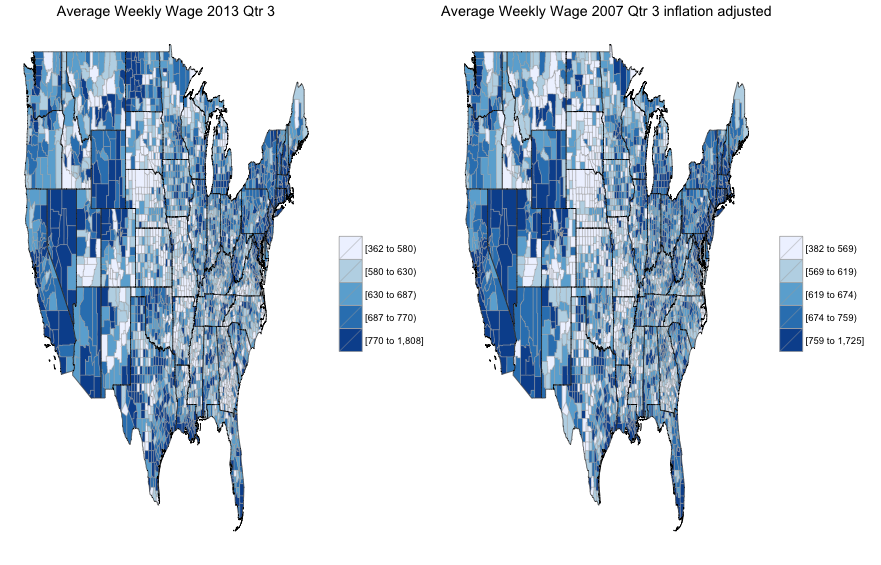 Average Weekly Wage 2013 Qtr 3
[362 to 580)
[580 to 630)
[630 to 687)
[687 to 770)
[770 to 1,808]
Average Weekly Wage 2007 Qtr 3 inflation adjusted
[382 to 569)
[569 to 619)
[619 to 674)
[674 to 759)
[759 to 1,725]